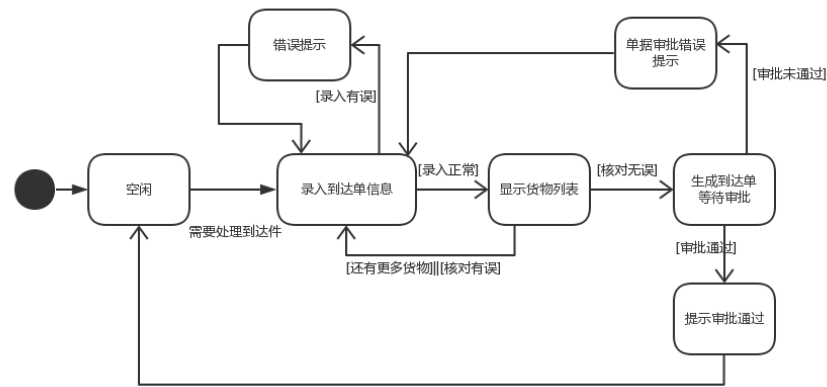 错误提示
单据审批错误
提示
[审批未通过]
[录入有误]
空闲
需要处理到达件
录入到达单信息
[录入正常]
显示货物列表
[核对无误]
生成到达单
等待审批
[还有更多货物]||[核对有误]
[审批通过]
提示审批通过